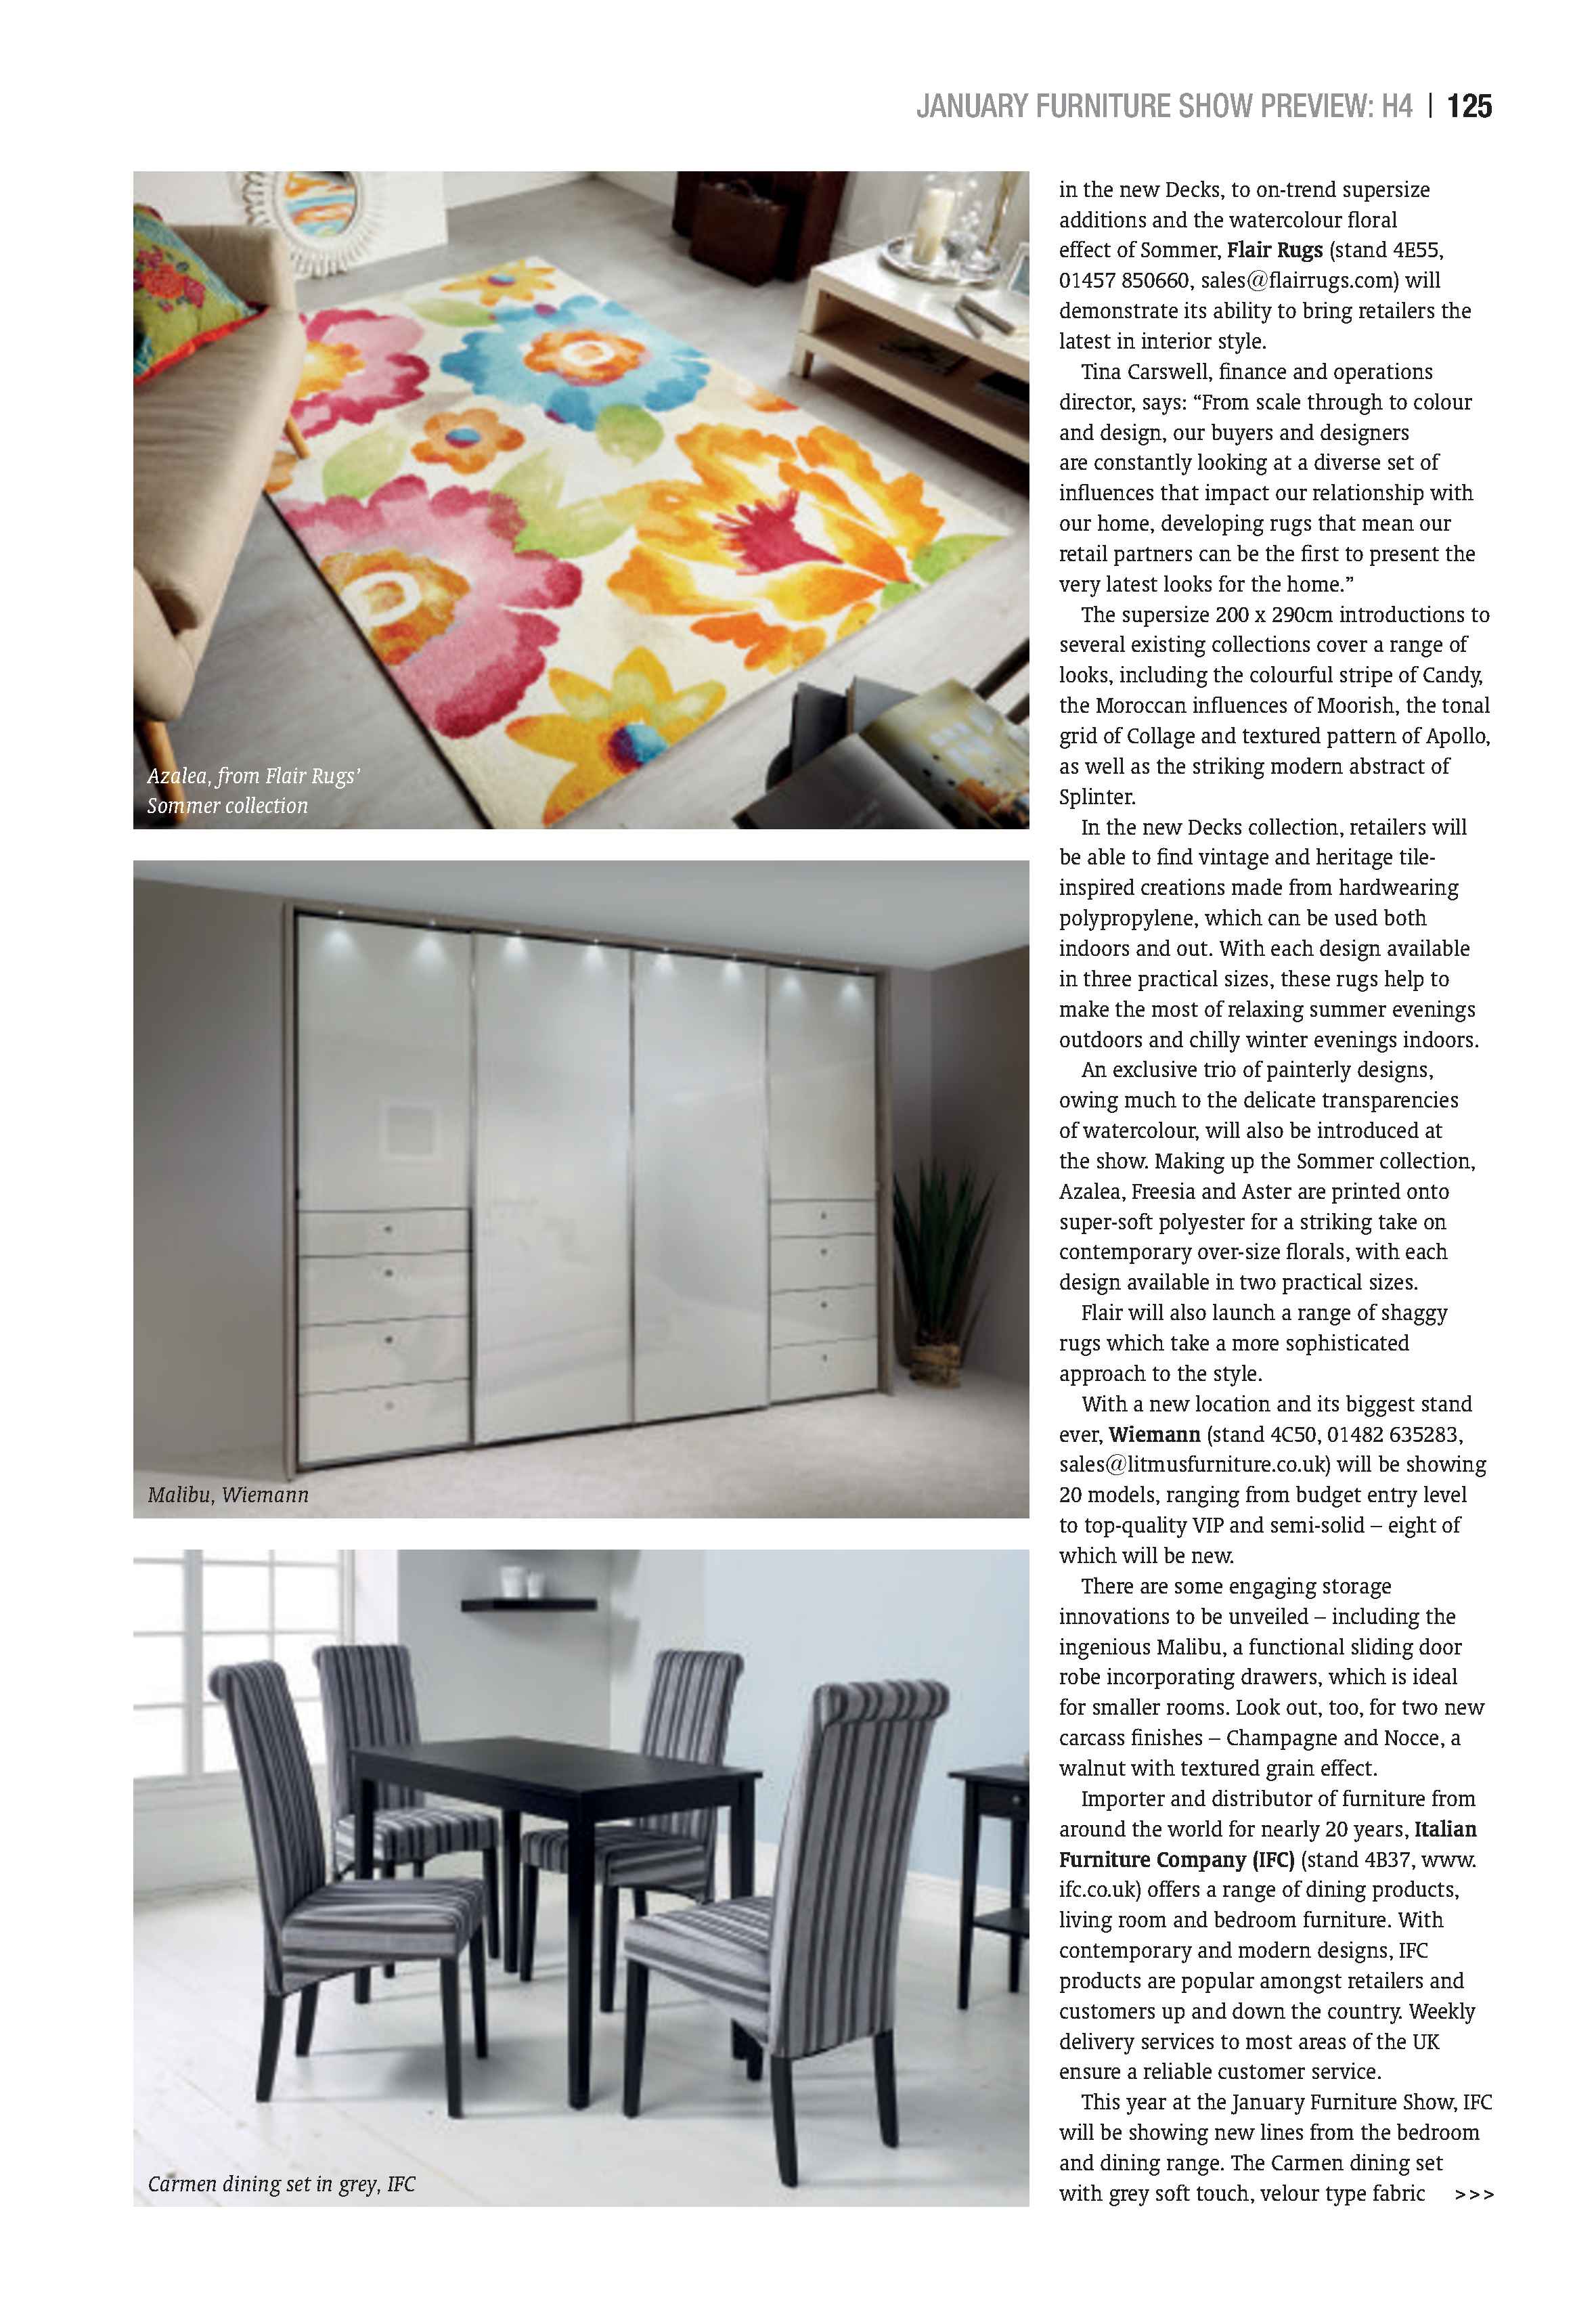 JANUARY FURNITURE SHOW PREVIEW: H4 | 125
Azalea, from Flair Rugs’
Sommer collection
Malibu, Wiemann
Carmen dining set in grey, IFC
in the new Decks, to on-trend supersize
additions and the watercolour floral
effect of Sommer, Flair Rugs (stand 4E55,
01457 850660, sales@flairrugs.com) will
demonstrate its ability to bring retailers the
latest in interior style.
Tina Carswell, finance and operations
director, says: “From scale through to colour
and design, our buyers and designers
are constantly looking at a diverse set of
influences that impact our relationship with
our home, developing rugs that mean our
retail partners can be the first to present the
very latest looks for the home.”
The supersize 200 x 290cm introductions to
several existing collections cover a range of
looks, including the colourful stripe of Candy,
the Moroccan influences of Moorish, the tonal
grid of Collage and textured pattern of Apollo,
as well as the striking modern abstract of
Splinter.
In the new Decks collection, retailers will
be able to find vintage and heritage tile-
inspired creations made from hardwearing
polypropylene, which can be used both
indoors and out. With each design available
in three practical sizes, these rugs help to
make the most of relaxing summer evenings
outdoors and chilly winter evenings indoors.
An exclusive trio of painterly designs,
owing much to the delicate transparencies
of watercolour, will also be introduced at
the show. Making up the Sommer collection,
Azalea, Freesia and Aster are printed onto
super-soft polyester for a striking take on
contemporary over-size florals, with each
design available in two practical sizes.
Flair will also launch a range of shaggy
rugs which take a more sophisticated
approach to the style.
With a new location and its biggest stand
ever, Wiemann (stand 4C50, 01482 635283,
sales@litmusfurniture.co.uk) will be showing
20 models, ranging from budget entry level
to top-quality VIP and semi-solid – eight of
which will be new.
There are some engaging storage
innovations to be unveiled – including the
ingenious Malibu, a functional sliding door
robe incorporating drawers, which is ideal
for smaller rooms. Look out, too, for two new
carcass finishes – Champagne and Nocce, a
walnut with textured grain effect.
Importer and distributor of furniture from
around the world for nearly 20 years, Italian
Furniture Company (IFC) (stand 4B37, www.
ifc.co.uk) offers a range of dining products,
living room and bedroom furniture. With
contemporary and modern designs, IFC
products are popular amongst retailers and
customers up and down the country. Weekly
delivery services to most areas of the UK
ensure a reliable customer service.
This year at the January Furniture Show, IFC
will be showing new lines from the bedroom
and dining range. The Carmen dining set
with grey soft touch, velour type fabric >>>